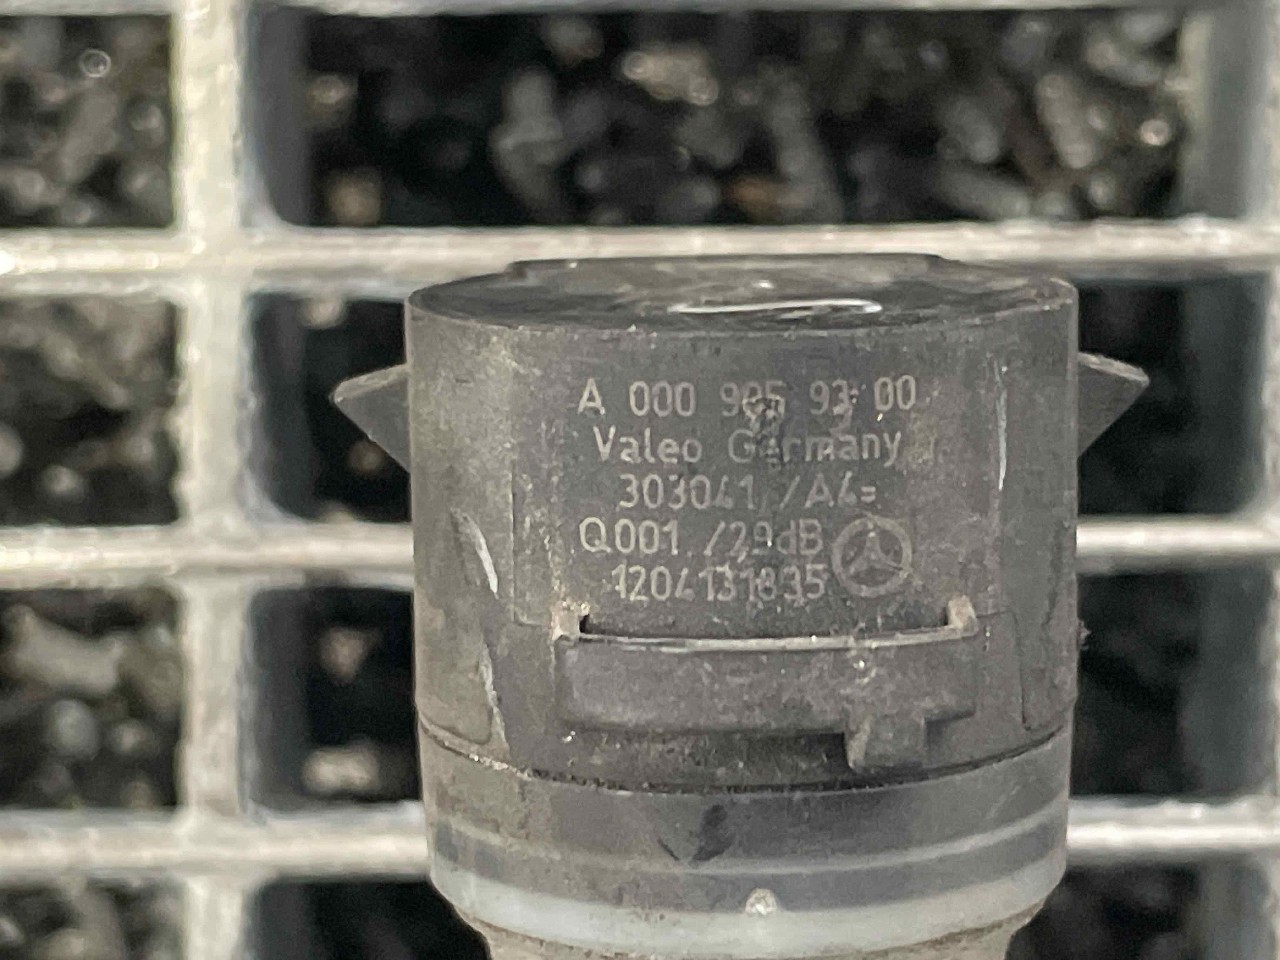 A 000 905 93 00
Valeo Germany
303041 /A4=
Q001 /29dB
1204131835